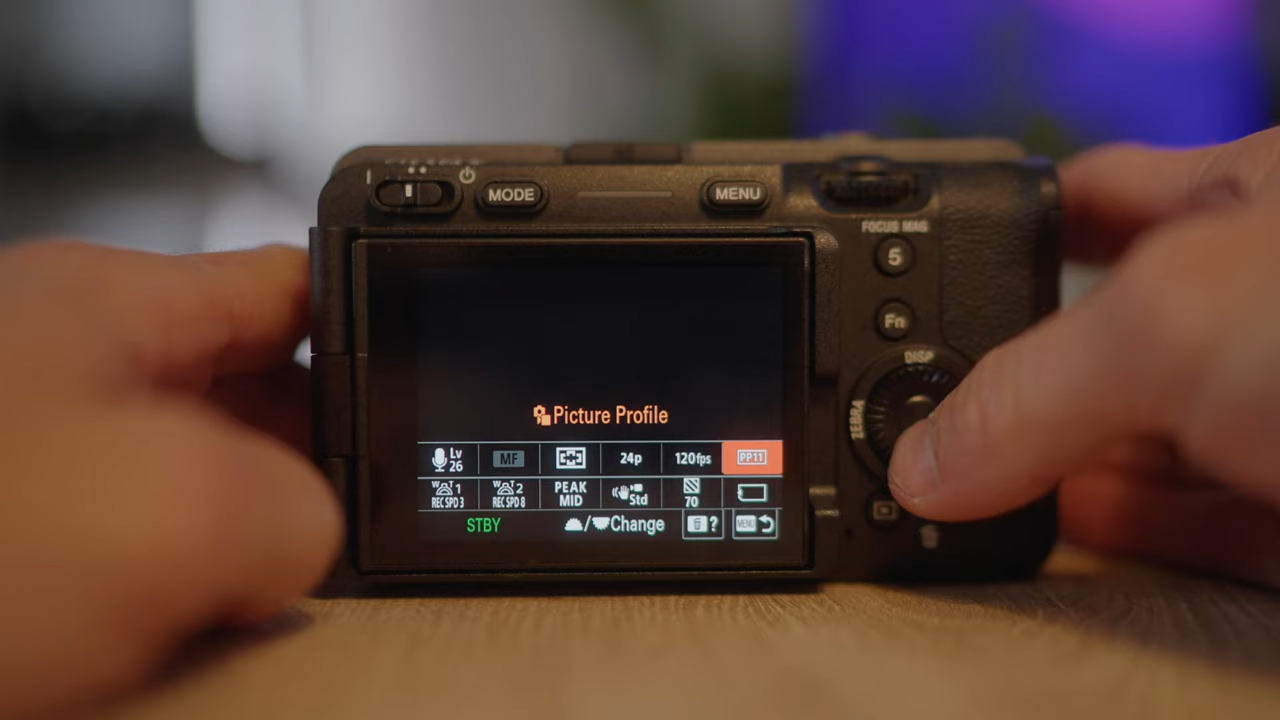 MODE
MENU
FOCUS MAG
5
Fn
DISP
ZEBRA
Picture Profile
Lv
26
MF
24p
120fps
PP11
W T 1
REC SPD 3
W T 2
REC SPD 8
PEAK
MID
Std
70
STBY
/ Change
?
MENU